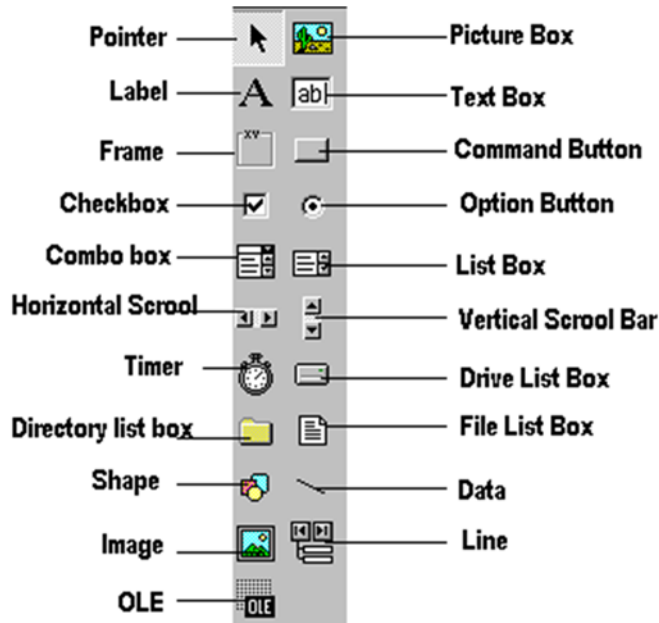 Pointer Picture Box
Label A ab Text Box
Frame XY Command Button
Checkbox Option Button
Combo box List Box
Horizontal Scrool Vertical Scrool Bar
Timer Drive List Box
Directory list box File List Box
Shape Data
Image Line
OLE OLE